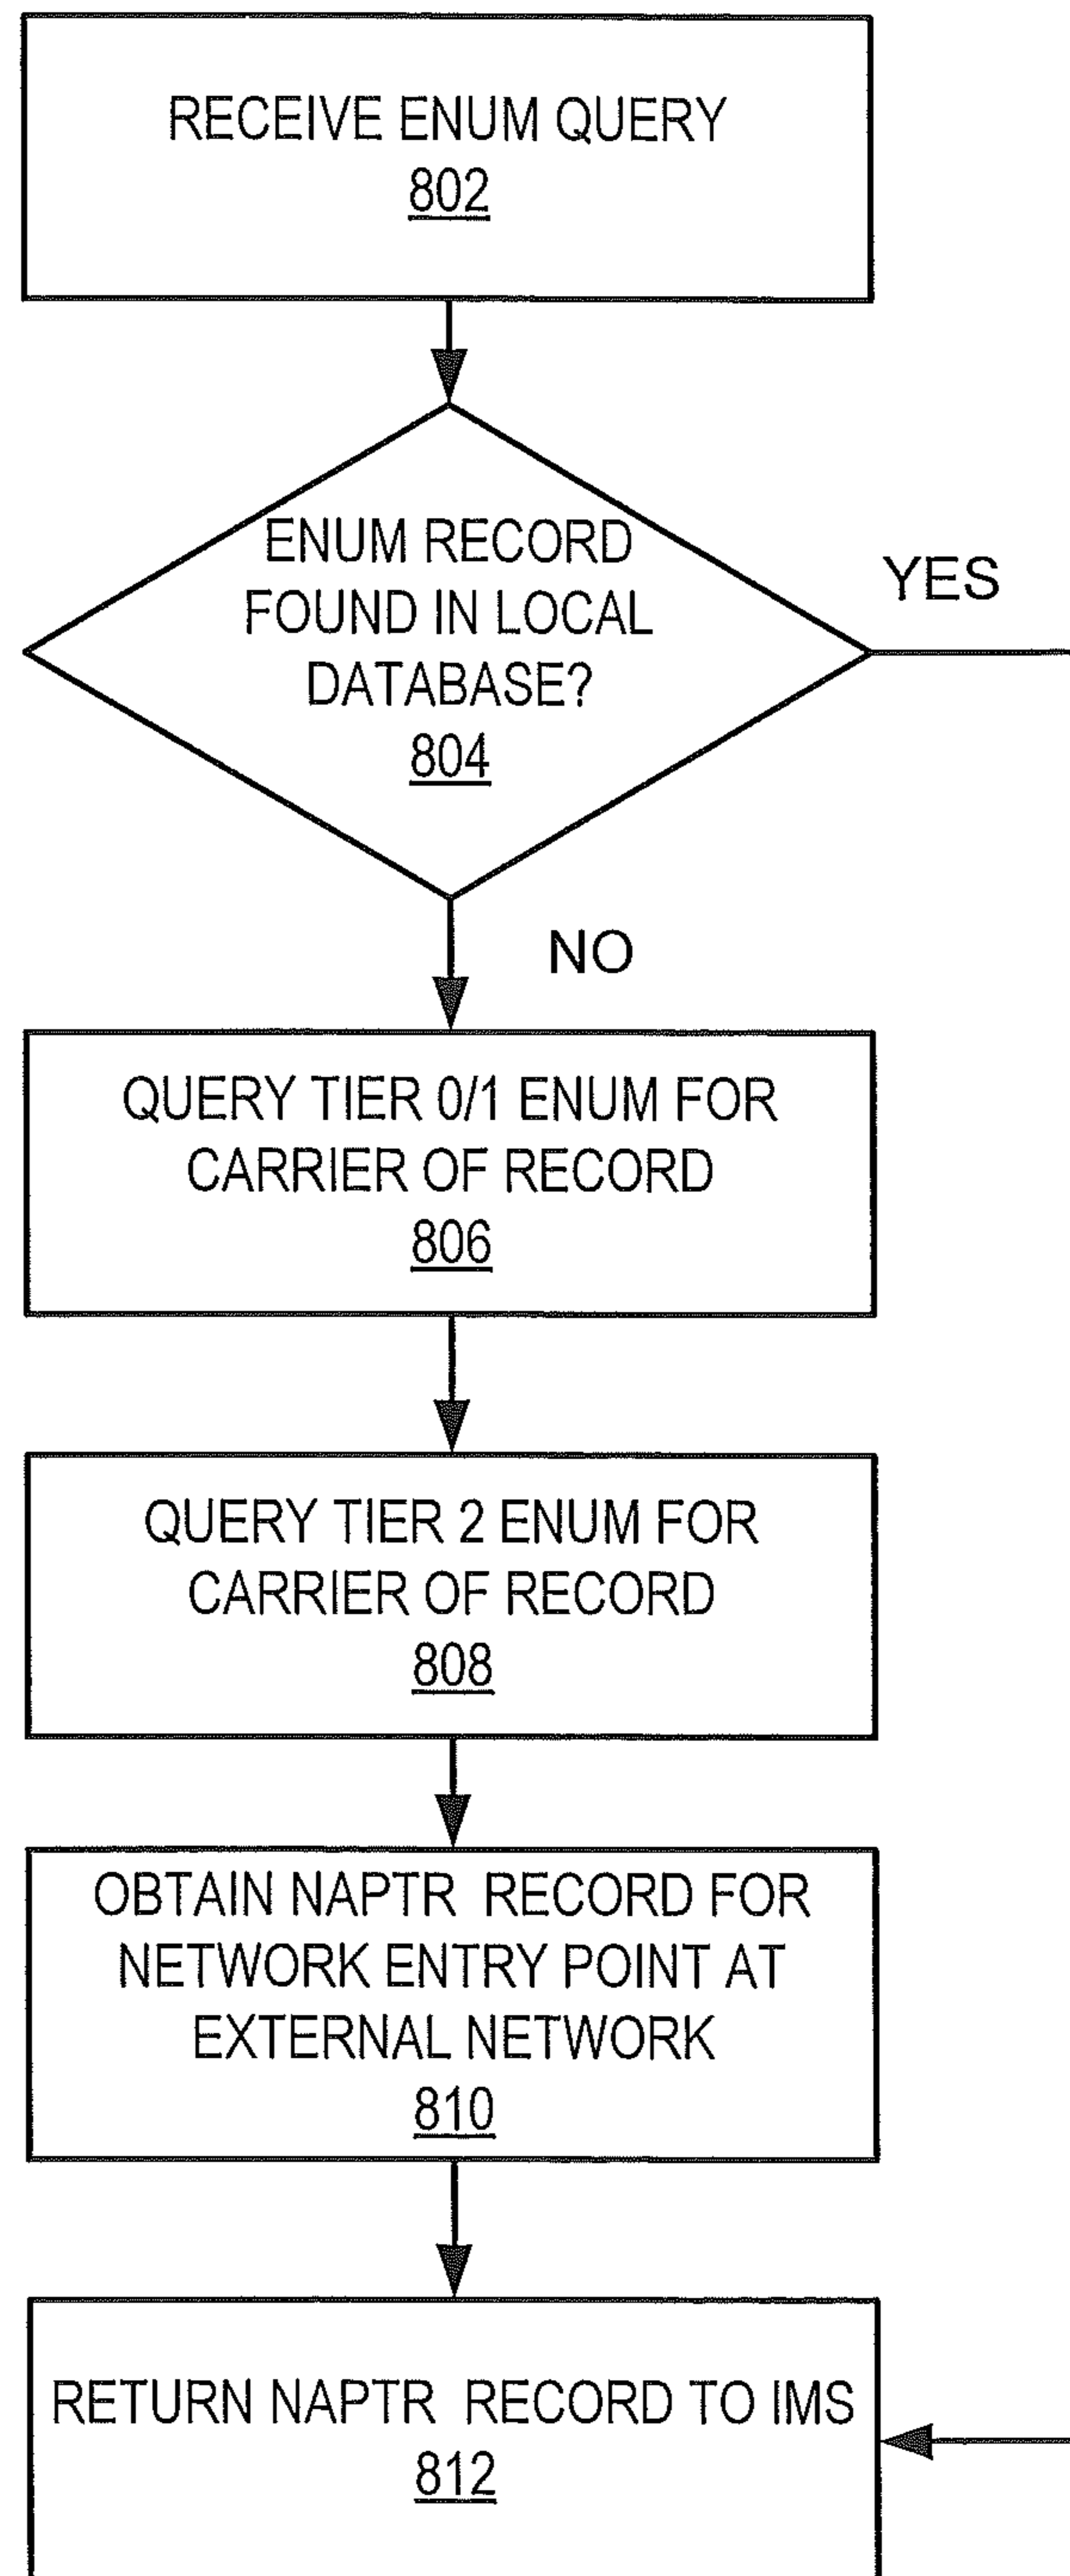 RECEIVE ENUM QUERY
802
ENUM RECORD
FOUND IN LOCAL
DATABASE?
804
YES
NO
QUERY TIER 0/1 ENUM FOR
CARRIER OF RECORD
806
QUERY TIER 2 ENUM FOR
CARRIER OF RECORD
808
OBTAIN NAPTR RECORD FOR
NETWORK ENTRY POINT AT
EXTERNAL NETWORK
810
RETURN NAPTR RECORD TO IMS
812